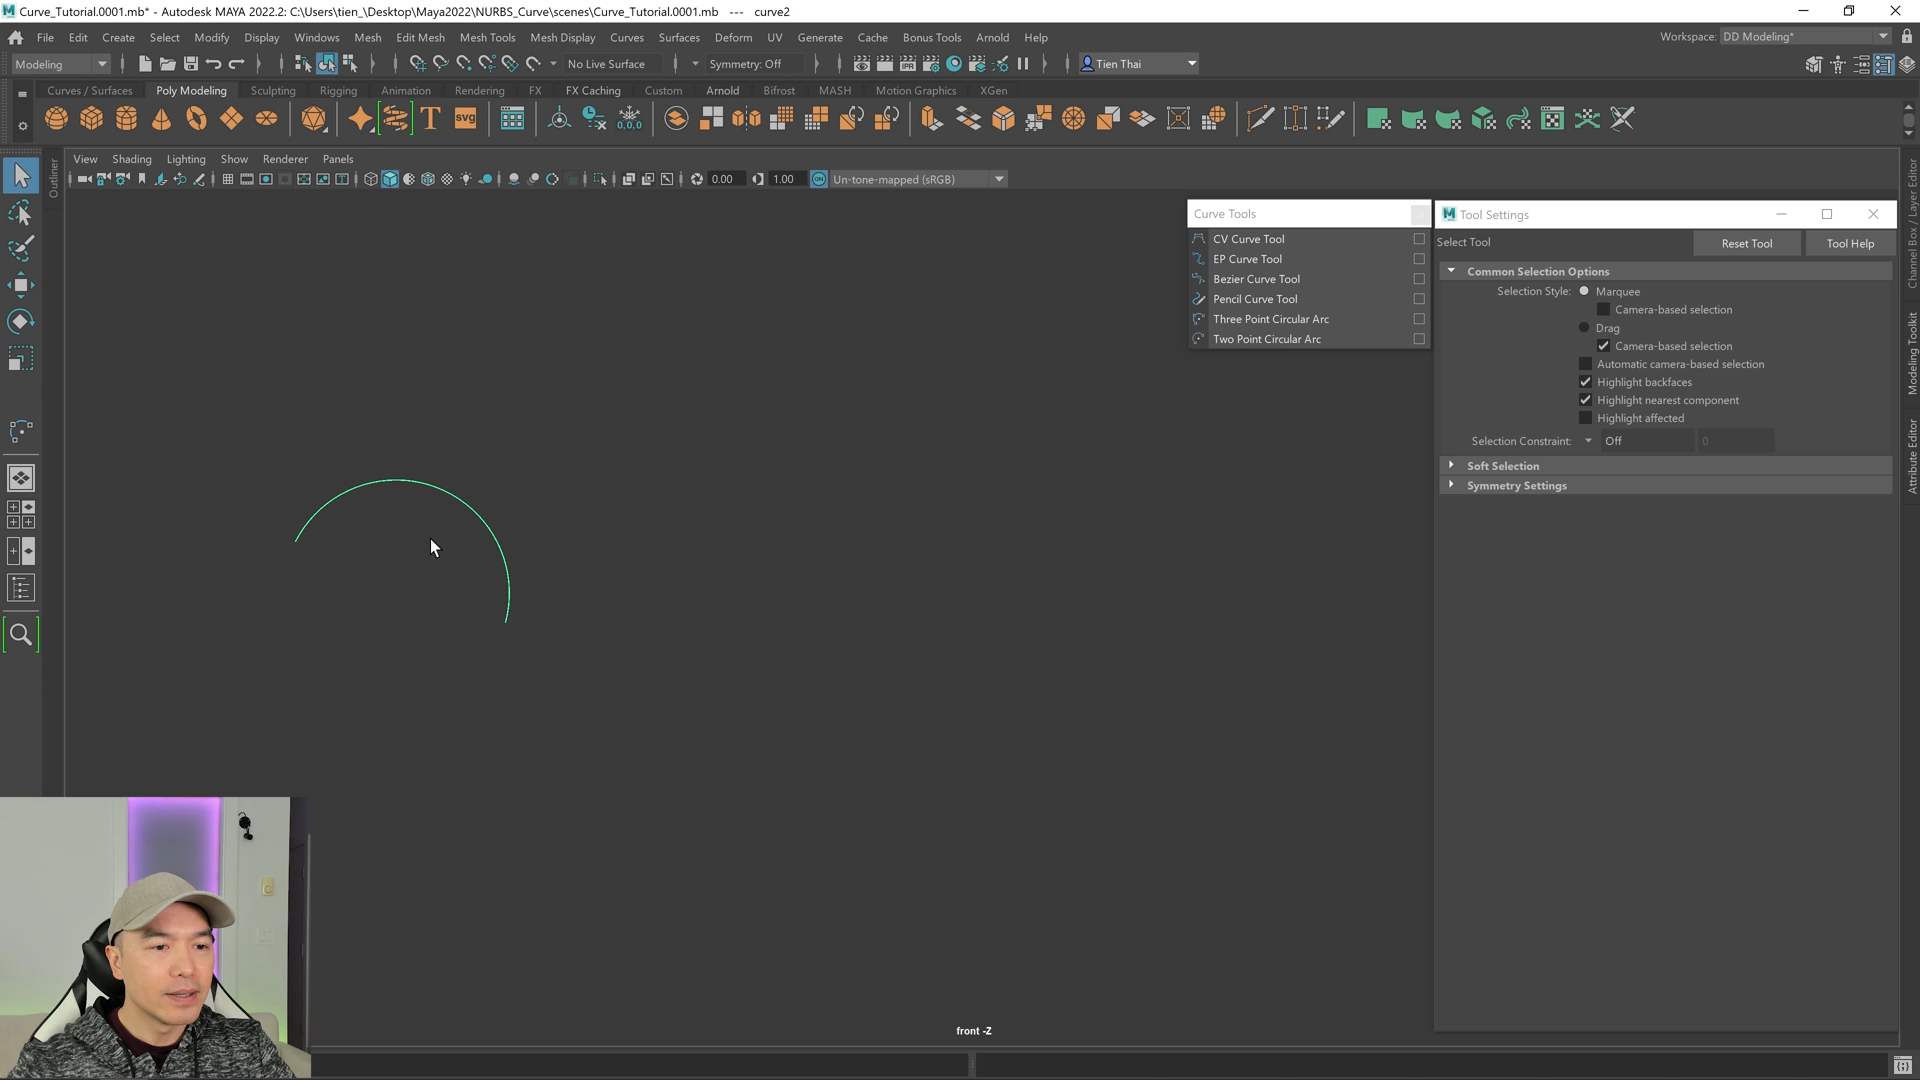 Curve_Tutorial.0001.mb* - Autodesk MAYA 2022.2: C:\Users\tien_\Desktop\Maya2022\NURBS_Curve\scenes\Curve_Tutorial.0001.mb --- curve2
File Edit Create Select Modify Display Windows Mesh Edit Mesh Mesh Tools Mesh Display Curves Surfaces Deform UV Generate Cache Bonus Tools Arnold Help
Workspace: DD Modeling*
Modeling
No Live Surface
Symmetry: Off
Tien Thai
Curves / Surfaces Poly Modeling Sculpting Rigging Animation Rendering FX FX Caching Custom Arnold Bifrost MASH Motion Graphics XGen
T
SVG
0,0,0
View Shading Lighting Show Renderer Panels
0.00 1.00 ON Un-tone-mapped (sRGB)
Outliner
Curve Tools
CV Curve Tool
EP Curve Tool
Bezier Curve Tool
Pencil Curve Tool
Three Point Circular Arc
Two Point Circular Arc
Tool Settings
Select Tool
Reset Tool
Tool Help
Common Selection Options
Selection Style: Marquee
Camera-based selection
Drag
Camera-based selection
Automatic camera-based selection
Highlight backfaces
Highlight nearest component
Highlight affected
Selection Constraint: Off 0
Soft Selection
Symmetry Settings
Channel Box / Layer Editor
Modeling Toolkit
Attribute Editor
front -Z